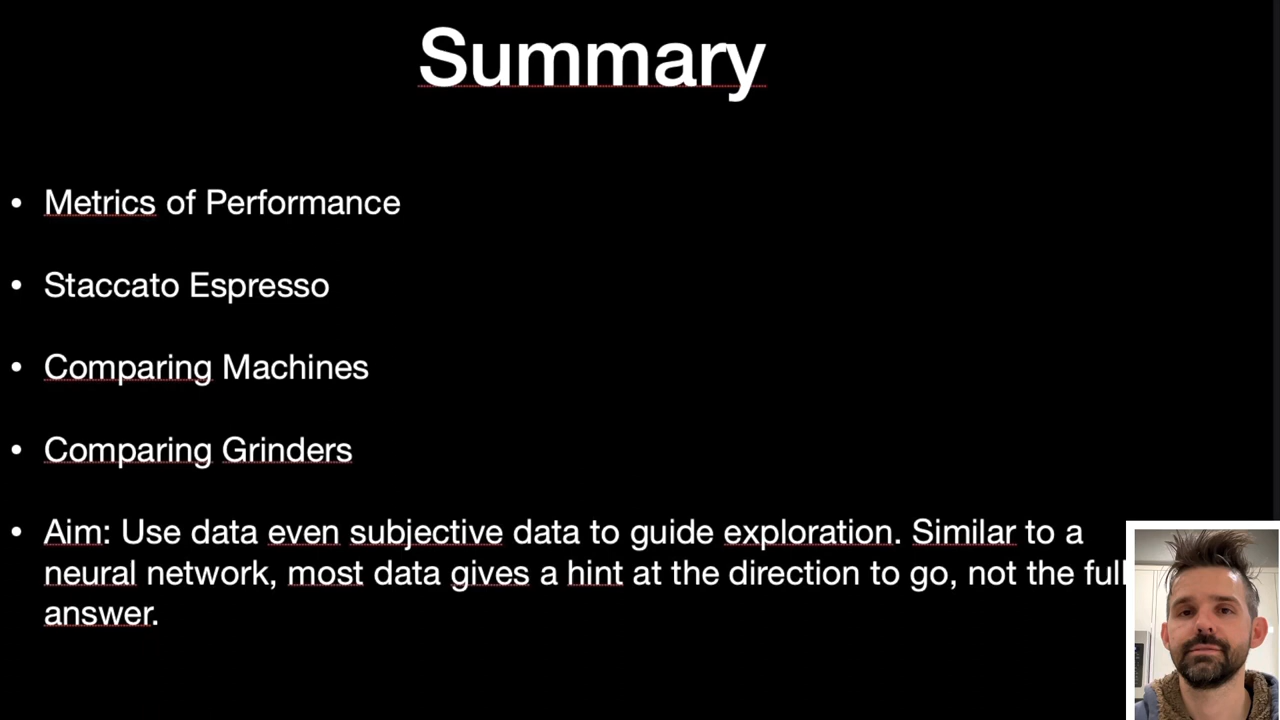 Summary
• Metrics of Performance
• Staccato Espresso
• Comparing Machines
• Comparing Grinders
• Aim: Use data even subjective data to guide exploration. Similar to a
neural network, most data gives a hint at the direction to go, not the full
answer.